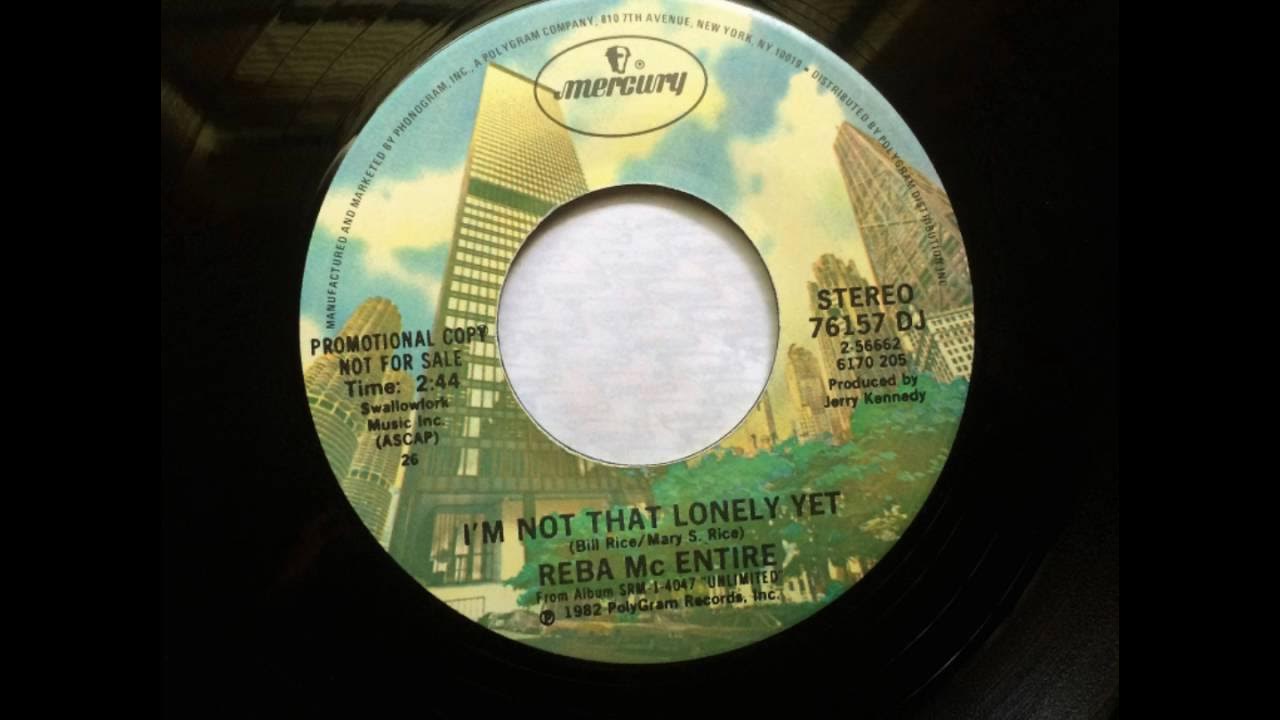 MANUFACTURED AND MARKETED BY PHONOGRAM, INC., A POLYGRAM COMPANY, 810 7TH AVENUE, NEW YORK, NY 10019 • DISTRIBUTED BY POLYGRAM DISTRIBUTION INC.
mercury
®
STEREO
76157 DJ
2-56662
6170 205
Produced by
Jerry Kennedy
PROMOTIONAL COPY
NOT FOR SALE
Time: 2:44
Swallowfork
Music Inc.
(ASCAP)
26
I'M NOT THAT LONELY YET
(Bill Rice/Mary S. Rice)
REBA Mc ENTIRE
From Album SRM-1-4047 "UNLIMITED"
℗ 1982 PolyGram Records, Inc.